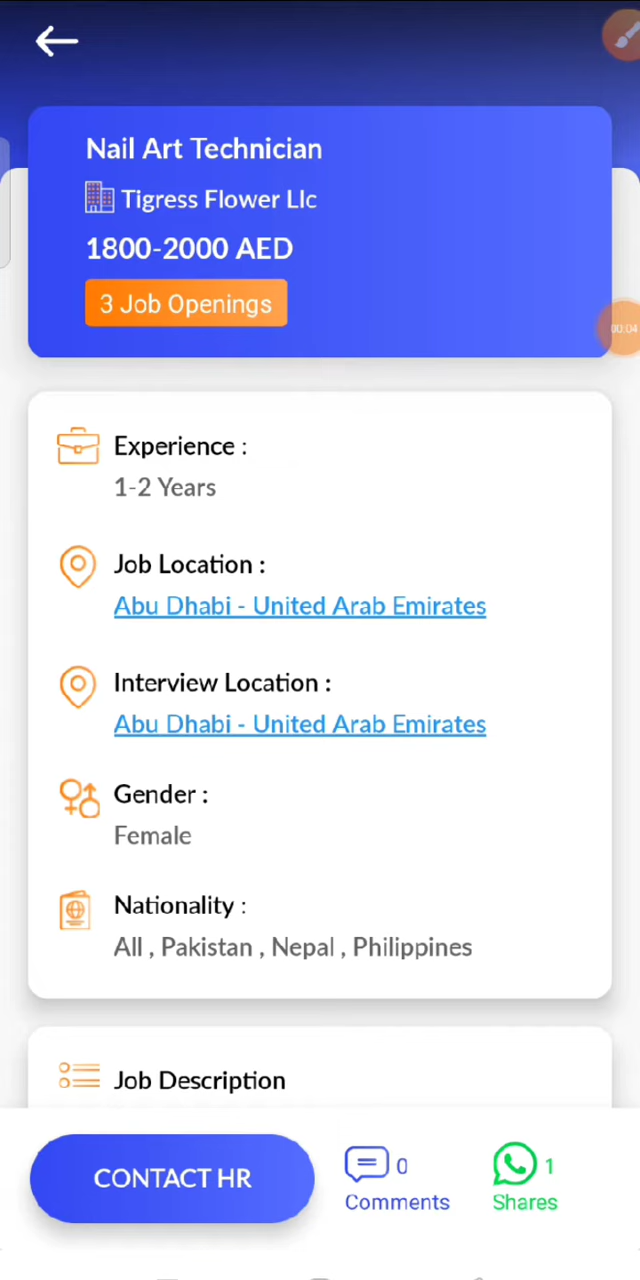 Nail Art Technician
Tigress Flower Llc
1800-2000 AED
3 Job Openings
00:04
Experience :
1-2 Years
Job Location :
Abu Dhabi - United Arab Emirates
Interview Location :
Abu Dhabi - United Arab Emirates
Gender :
Female
Nationality :
All , Pakistan , Nepal , Philippines
Job Description
CONTACT HR
0
Comments
1
Shares